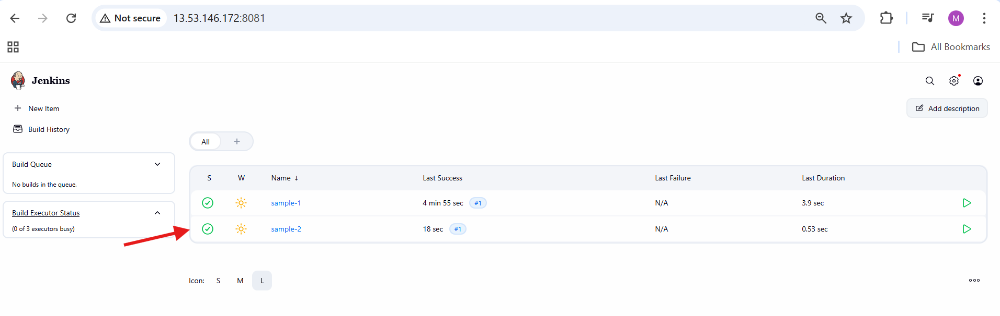 Not secure 13.53.146.172:8081
M
All Bookmarks
Jenkins
New Item
Add description
Build History
All +
Build Queue
No builds in the queue.
Build Executor Status
(0 of 3 executors busy)
S W Name ↓ Last Success Last Failure Last Duration
sample-1 4 min 55 sec #1 N/A 3.9 sec
sample-2 18 sec #1 N/A 0.53 sec
Icon: S M L